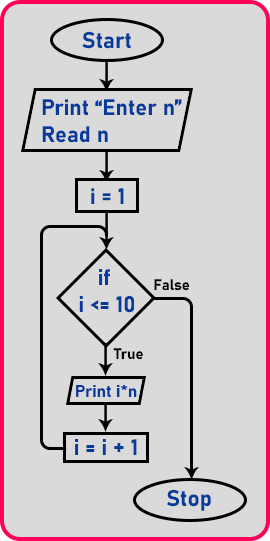 Start
Print “Enter n”
Read n
i = 1
if
i <= 10
False
True
Print i*n
i = i + 1
Stop